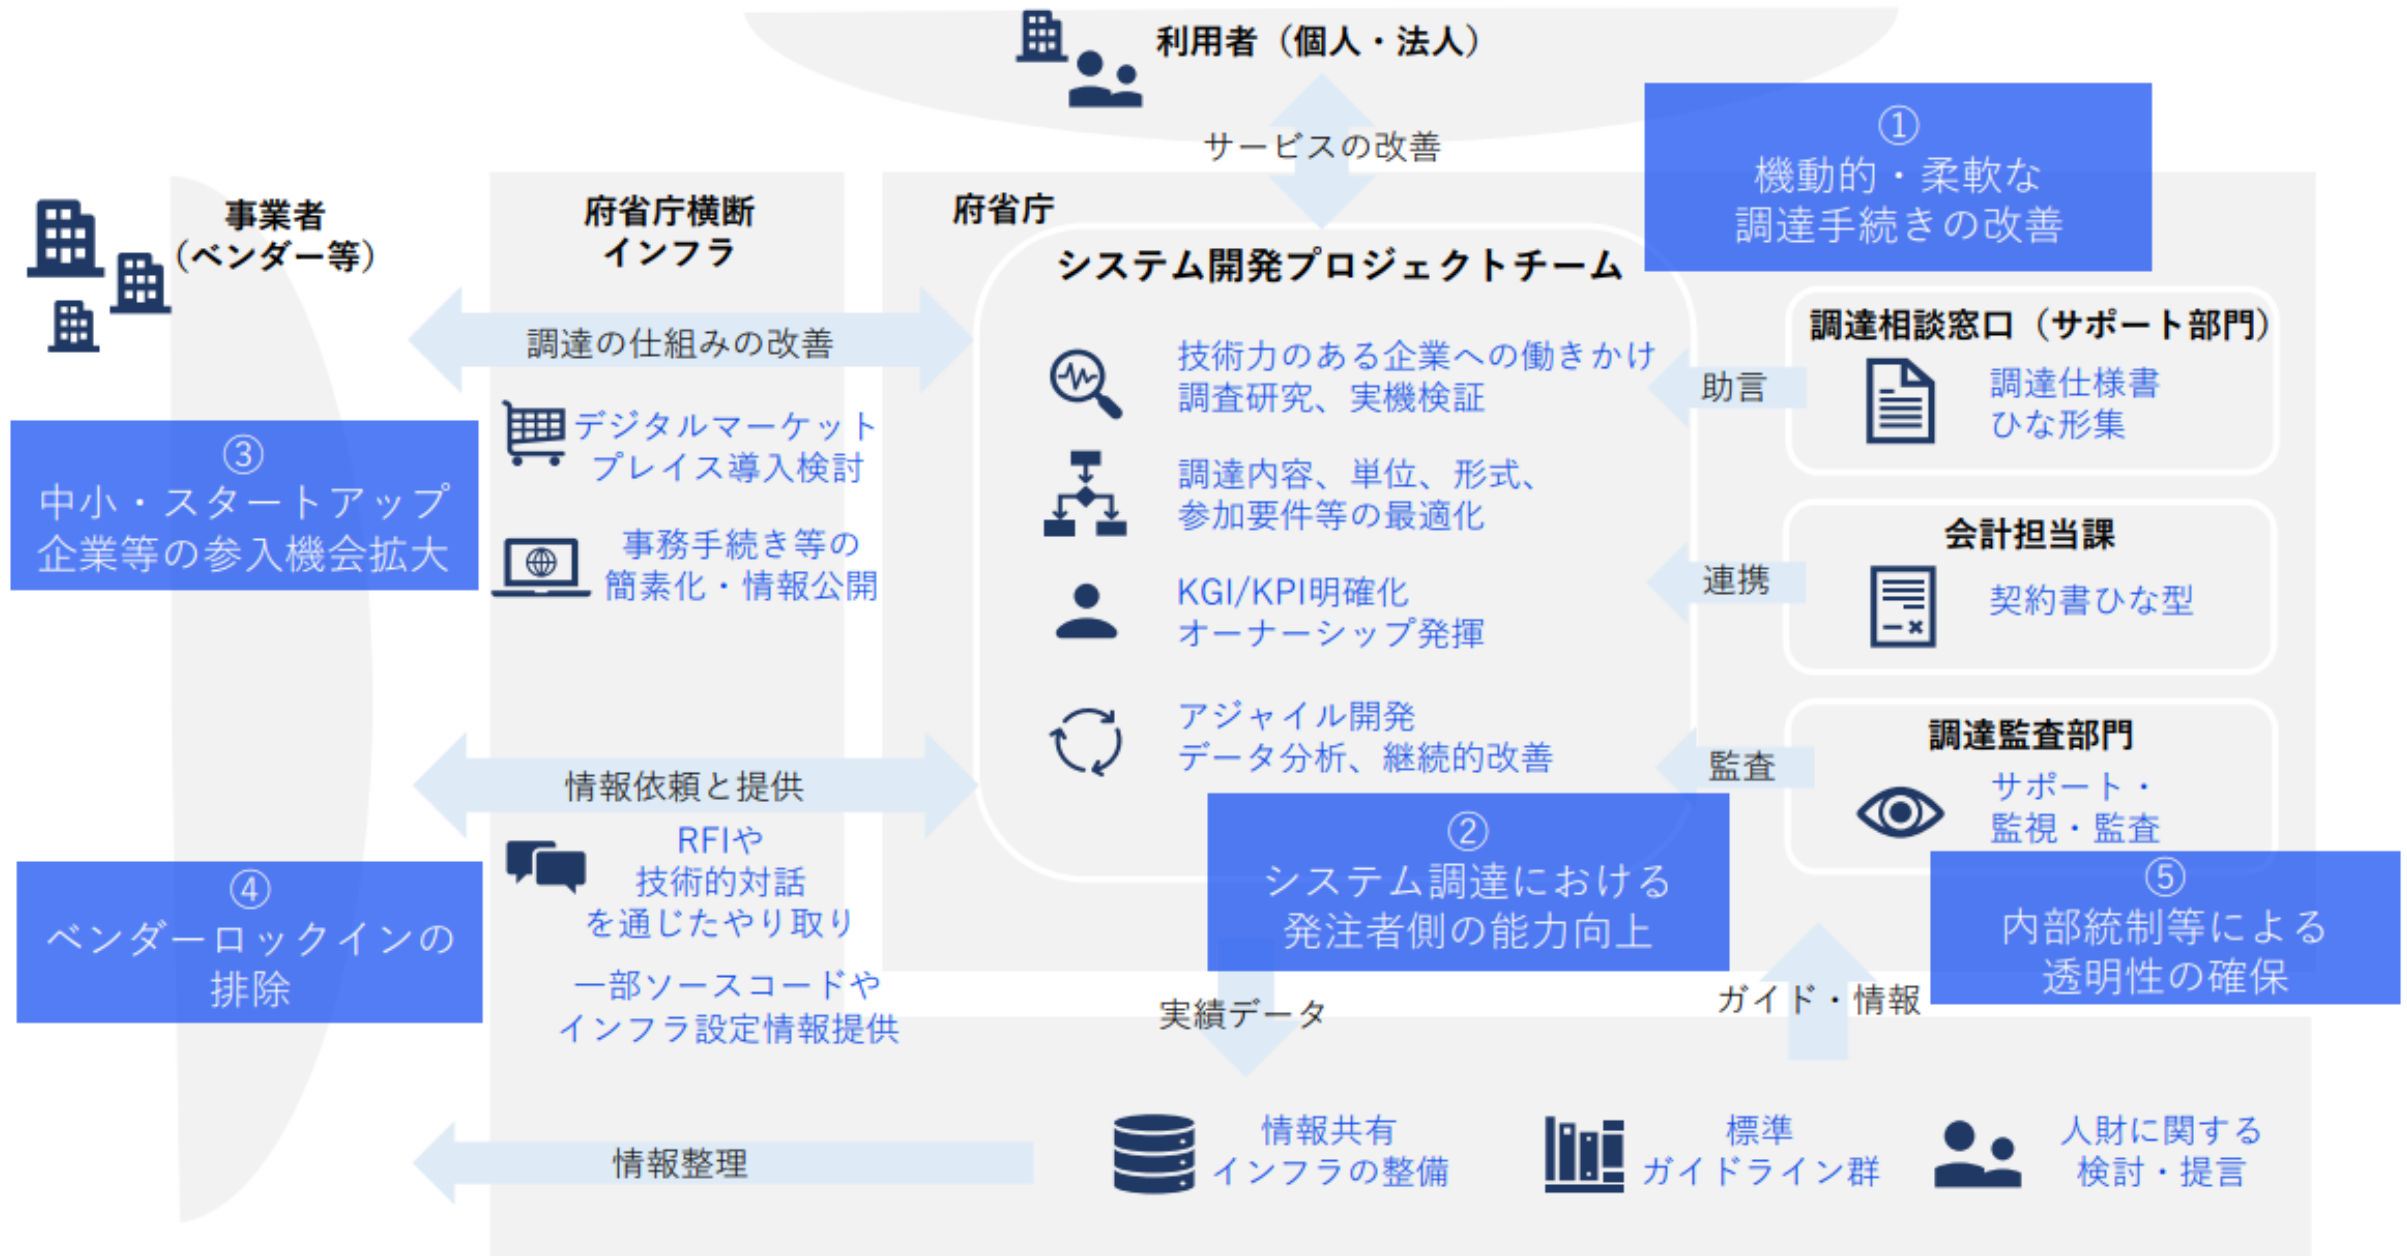 利用者（個人・法人）
サービスの改善
①
機動的・柔軟な
調達手続きの改善
事業者
（ベンダー等）
府省庁横断
インフラ
府省庁
システム開発プロジェクトチーム
調達の仕組みの改善
デジタルマーケット
プレイス導入検討
事務手続き等の
簡素化・情報公開
③
中小・スタートアップ
企業等の参入機会拡大
技術力のある企業への働きかけ
調査研究、実機検証
調達内容、単位、形式、
参加要件等の最適化
KGI/KPI明確化
オーナーシップ発揮
アジャイル開発
データ分析、継続的改善
助言
調達相談窓口（サポート部門）
調達仕様書
ひな形集
連携
会計担当課
契約書ひな型
監査
調達監査部門
サポート・
監視・監査
情報依頼と提供
RFIや
技術的対話
を通じたやり取り
一部ソースコードや
インフラ設定情報提供
④
ベンダーロックインの
排除
②
システム調達における
発注者側の能力向上
⑤
内部統制等による
透明性の確保
実績データ
ガイド・情報
情報整理
情報共有
インフラの整備
標準
ガイドライン群
人財に関する
検討・提言